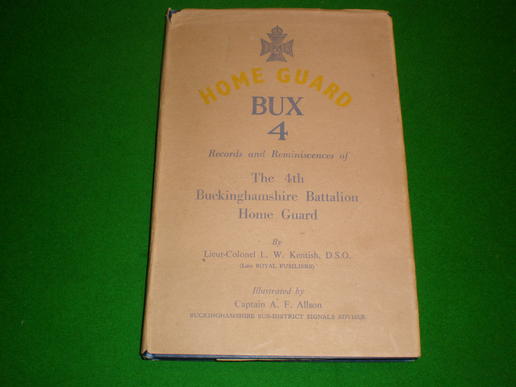 HOME GUARD
BUX
4
Records and Reminiscences of
The 4th
Buckinghamshire Battalion
Home Guard
By
Lieut-Colonel L. W. Kentish, D.S.O.
(Late ROYAL FUSILIERS)
Illustrated by
Captain A. F. Allson
BUCKINGHAMSHIRE SUB-DISTRICT SIGNALS ADVISER